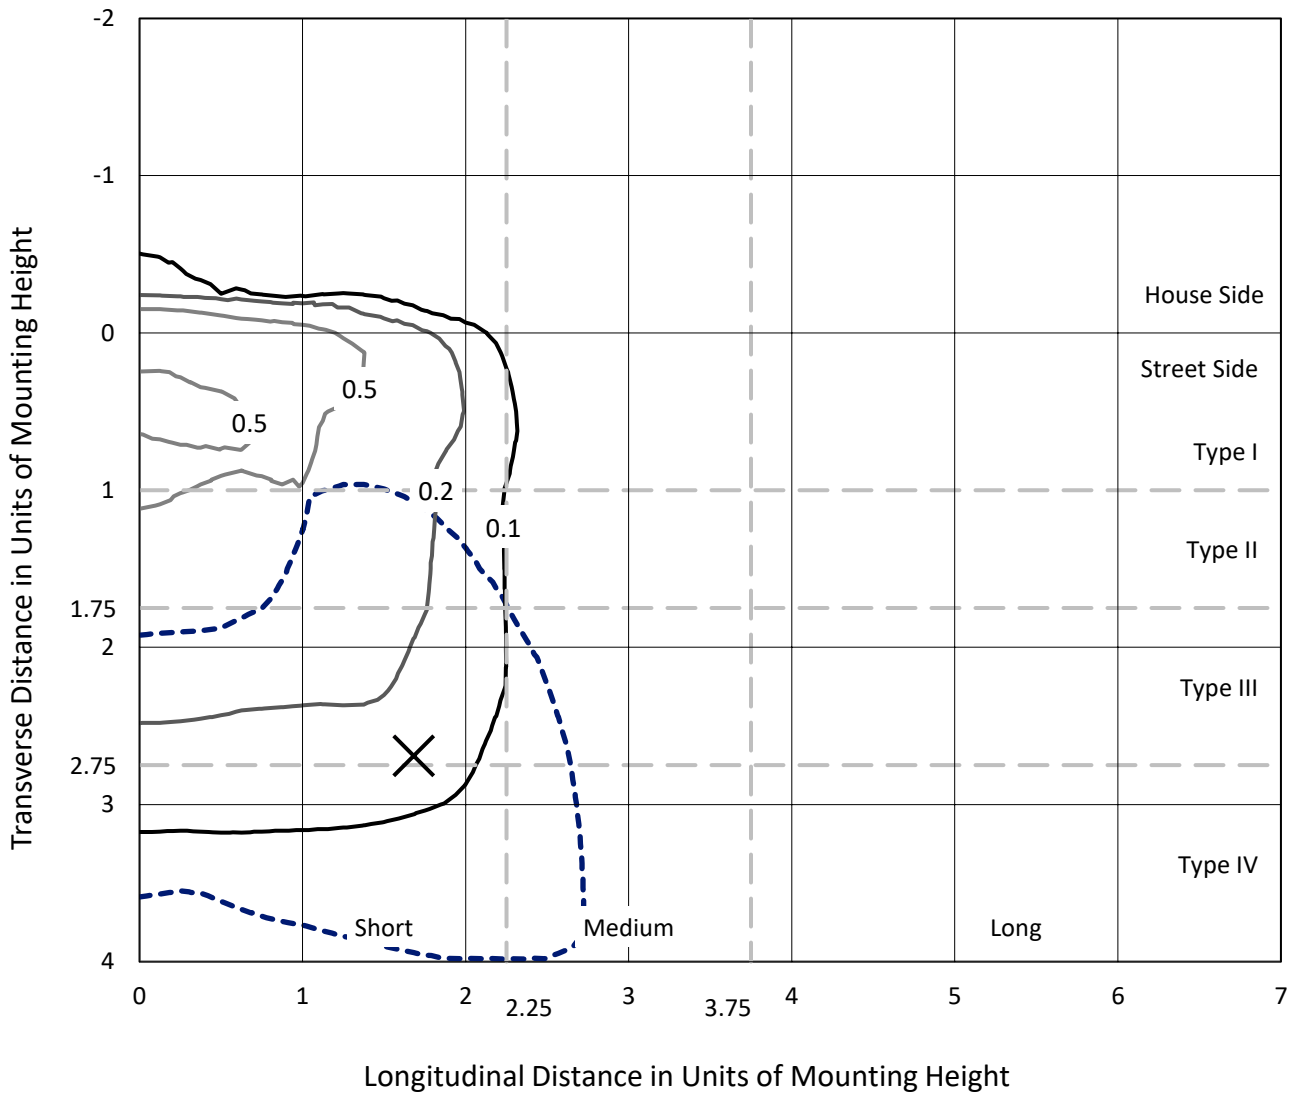 -2
-1
House Side
0
Street Side
0.5
0.5
Type I
1
0.2
0.1
Type II
1.75
2
Type III
2.75
3
Type IV
Short
Medium
Long
4
0
1
2
2.25
3
3.75
4
5
6
7
Transverse Distance in Units of Mounting Height
Longitudinal Distance in Units of Mounting Height